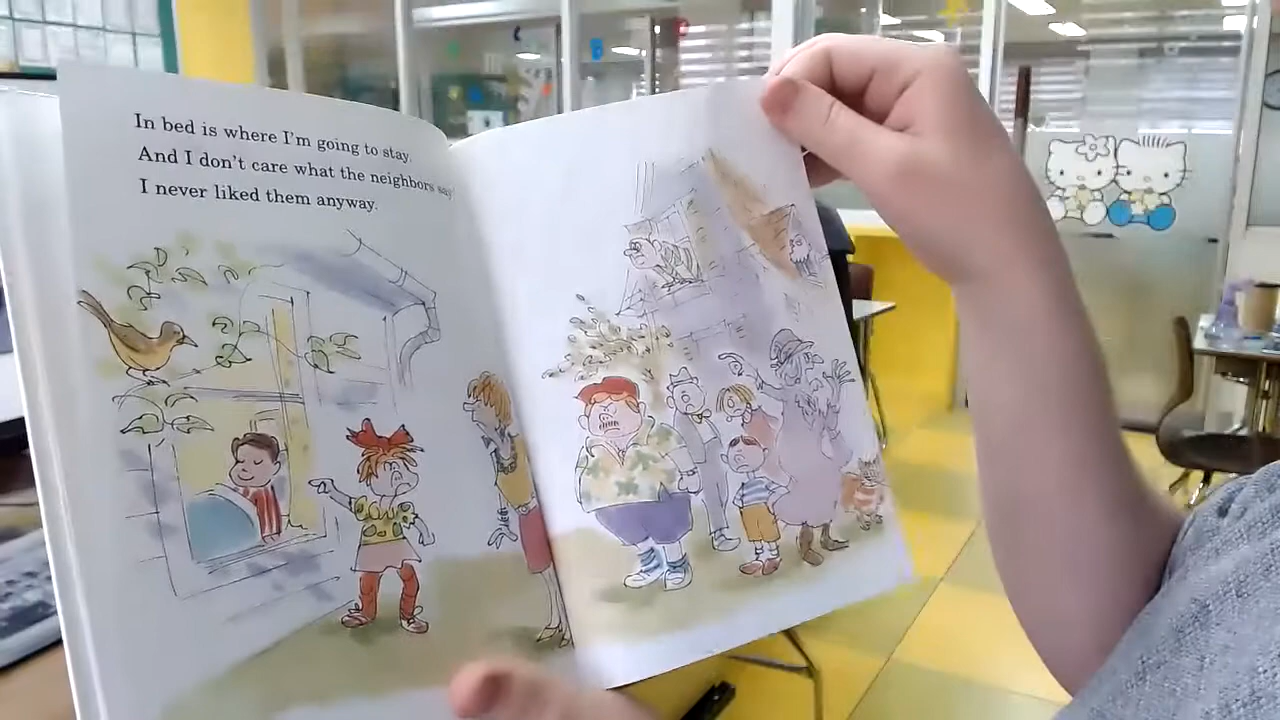 In bed is where I'm going to stay.
And I don't care what the neighbors say
I never liked them anyway.